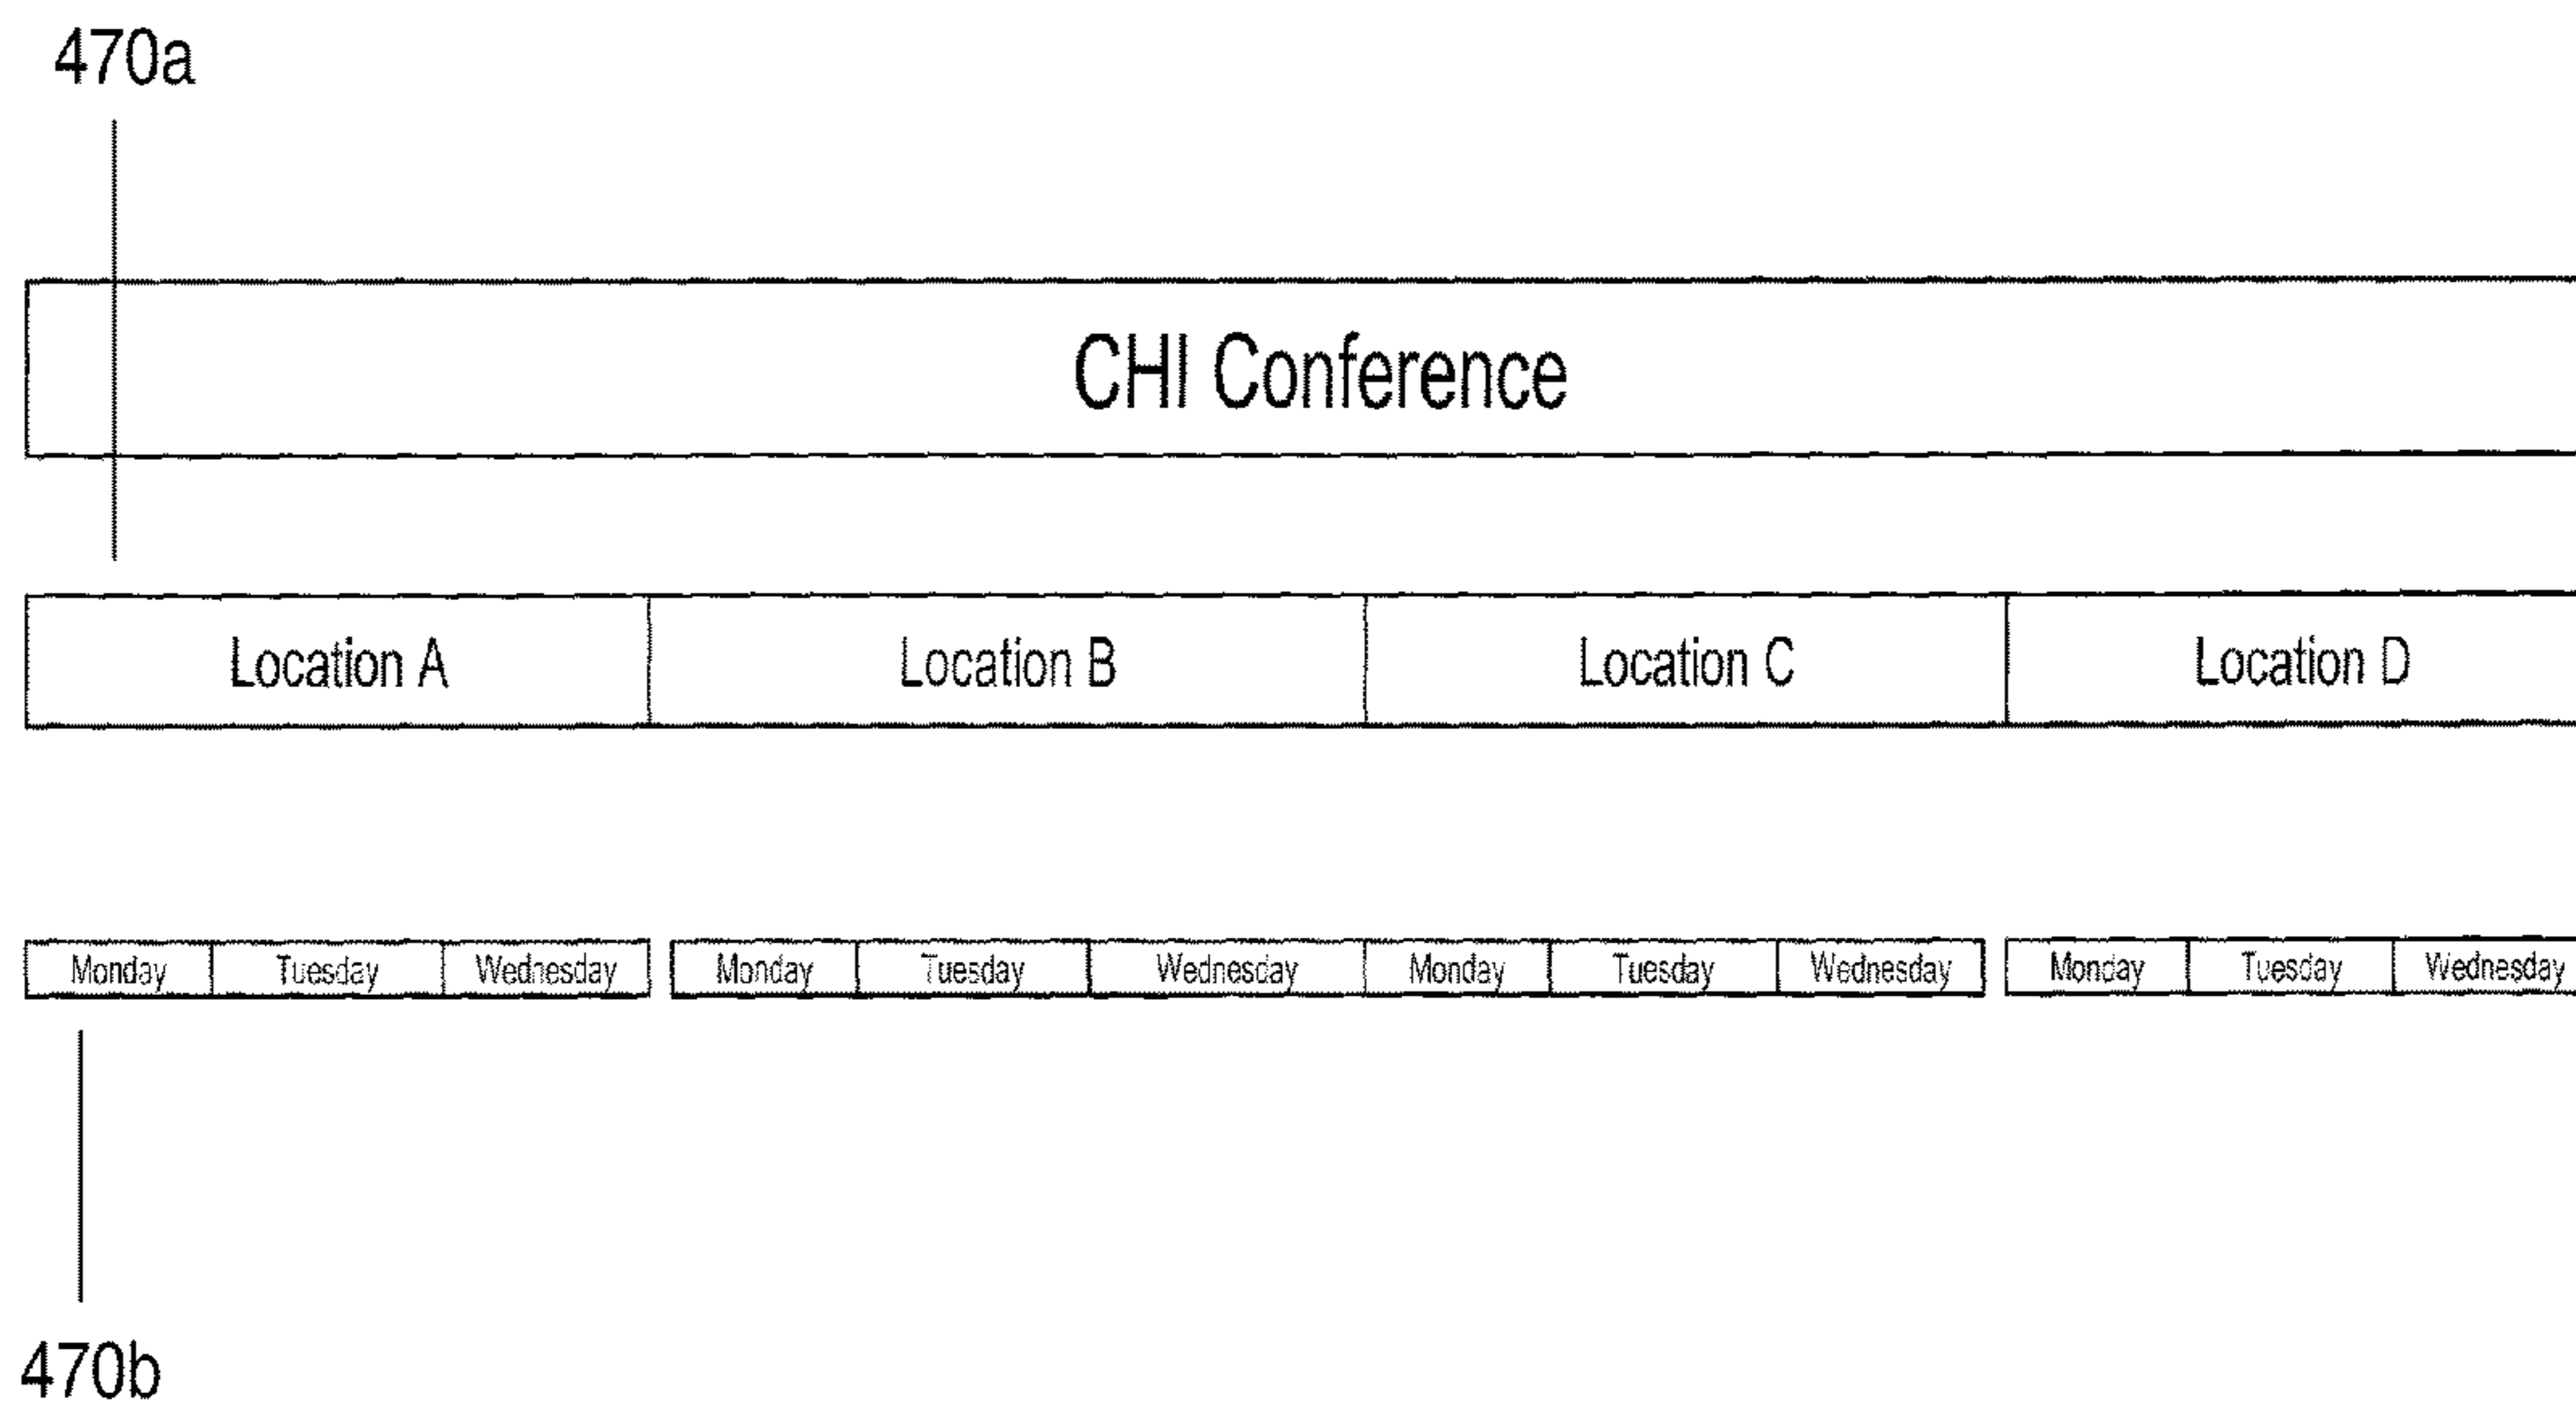 470a
CHI Conference
Location A Location B Location C Location D
Monday Tuesday Wednesday Monday Tuesday Wednesday Monday Tuesday Wednesday Monday Tuesday Wednesday
470b